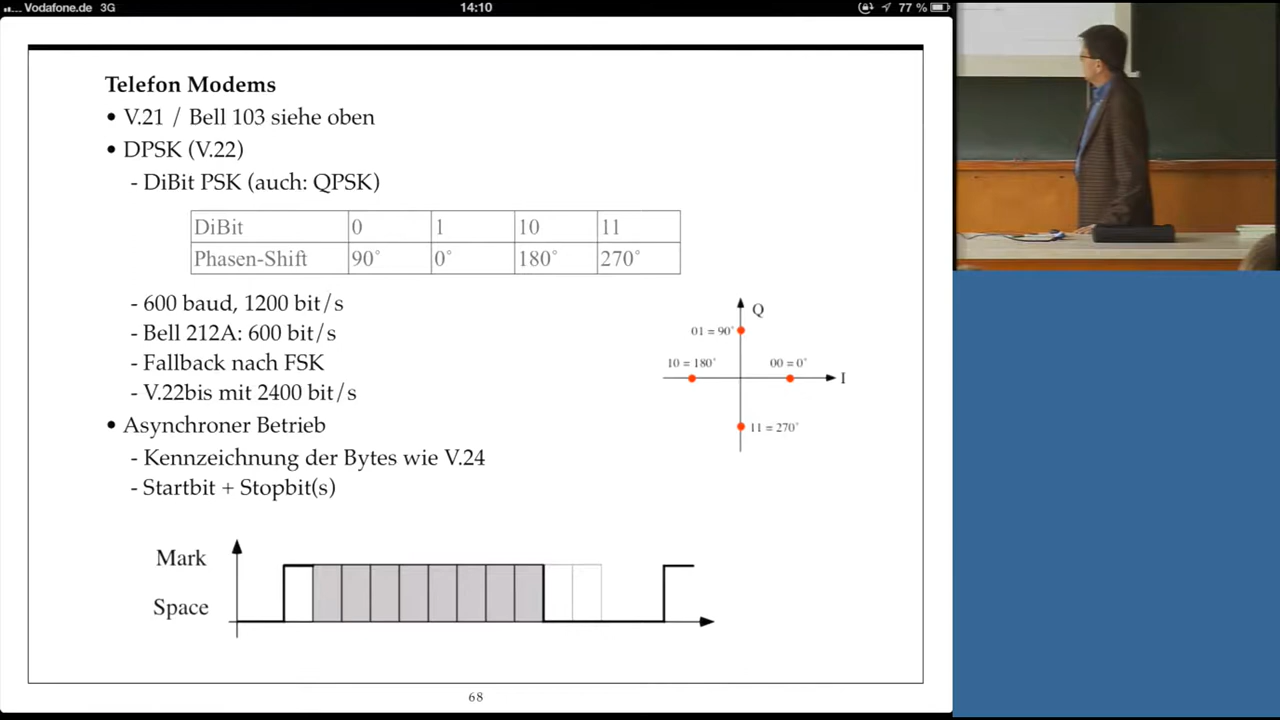 Vodafone.de 3G 14:10 77 %
Telefon Modems
• V.21 / Bell 103 siehe oben
• DPSK (V.22)
- DiBit PSK (auch: QPSK)
DiBit 0 1 10 11
Phasen-Shift 90° 0° 180° 270°
- 600 baud, 1200 bit/s
- Bell 212A: 600 bit/s
- Fallback nach FSK
- V.22bis mit 2400 bit/s
• Asynchroner Betrieb
- Kennzeichnung der Bytes wie V.24
- Startbit + Stopbit(s)
Q
01 = 90°
10 = 180° 00 = 0°
I
11 = 270°
Mark
Space
68